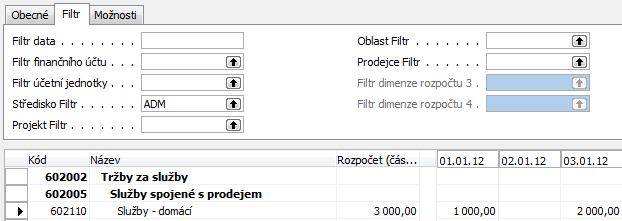 Obecné Filtr Možnosti
Filtr data . . . . . . . Oblast Filtr . . . . . . .
Filtr finančního účtu . . . Prodejce Filtr . . . . . .
Filtr účetní jednotky . . . . Filtr dimenze rozpočtu 3 .
Středisko Filtr . . . . . ADM Filtr dimenze rozpočtu 4 .
Projekt Filtr . . . . . .
Kód Název Rozpočet (čás... 01.01.12 02.01.12 03.01.12
602002 Tržby za služby
602005 Služby spojené s prodejem
602110 Služby - domácí 3 000,00 1 000,00 2 000,00